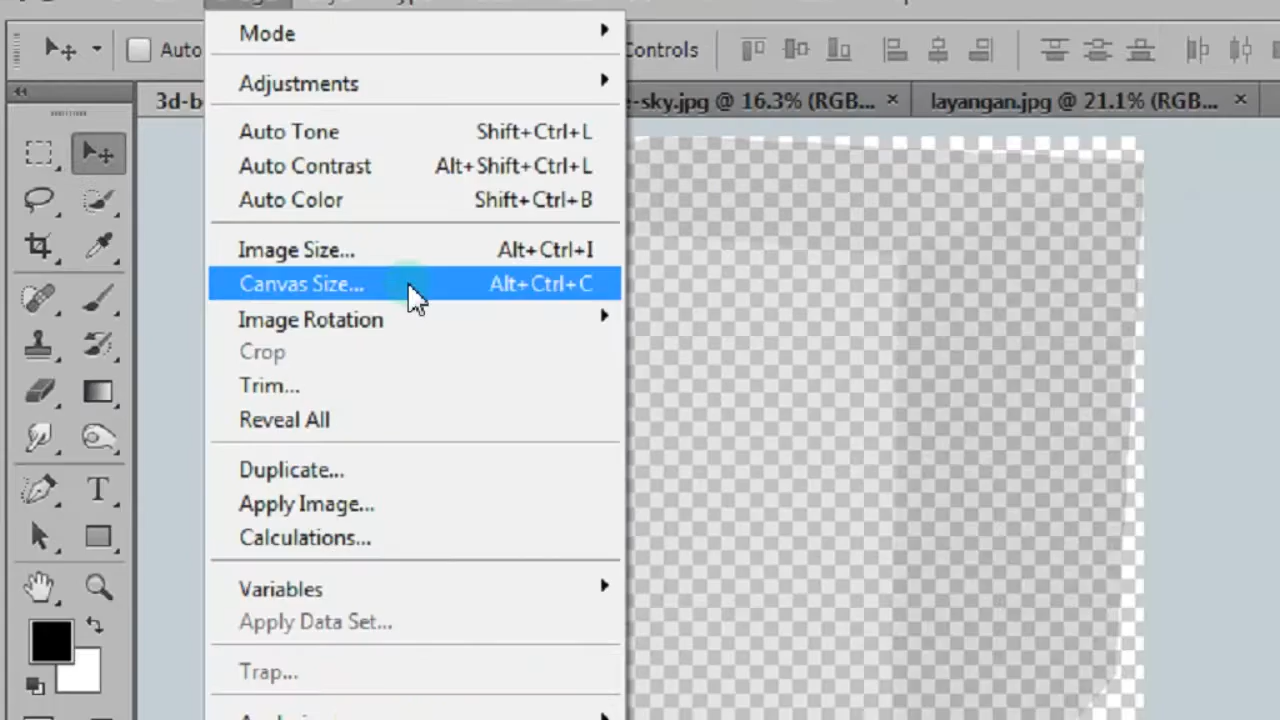 Auto
Controls
3d-b
-sky.jpg @ 16.3% (RGB... ×
layangan.jpg @ 21.1% (RGB... ×
Mode
Adjustments
Auto Tone Shift+Ctrl+L
Auto Contrast Alt+Shift+Ctrl+L
Auto Color Shift+Ctrl+B
Image Size... Alt+Ctrl+I
Canvas Size... Alt+Ctrl+C
Image Rotation
Crop
Trim...
Reveal All
Duplicate...
Apply Image...
Calculations...
Variables
Apply Data Set...
Trap...
T